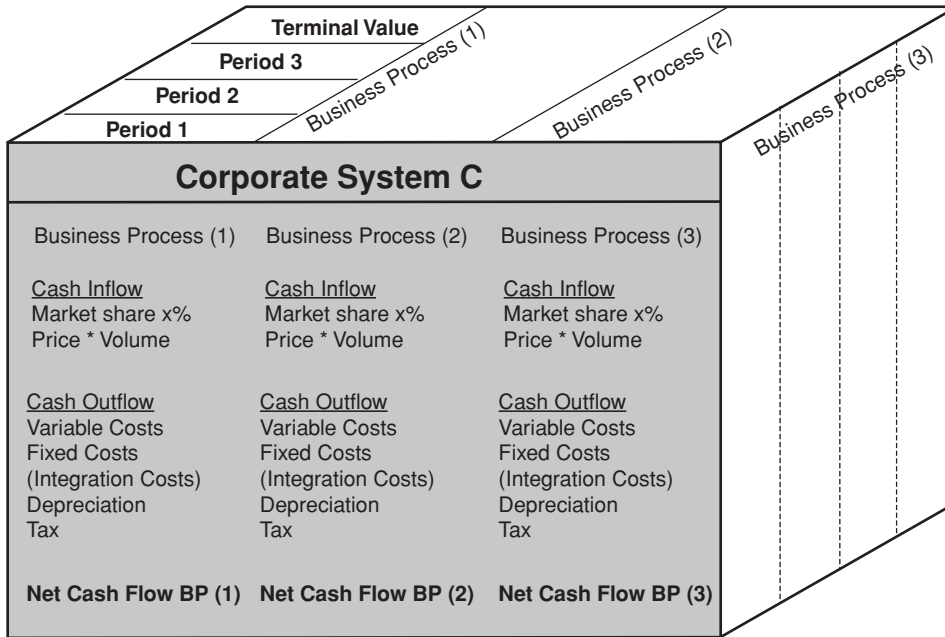 Terminal Value
Period 3
Period 2
Period 1
Business Process (1)
Business Process (2)
Business Process (3)
Corporate System C
Business Process (1) Business Process (2) Business Process (3)
Cash Inflow Cash Inflow Cash Inflow
Market share x% Market share x% Market share x%
Price * Volume Price * Volume Price * Volume
Cash Outflow Cash Outflow Cash Outflow
Variable Costs Variable Costs Variable Costs
Fixed Costs Fixed Costs Fixed Costs
(Integration Costs) (Integration Costs) (Integration Costs)
Depreciation Depreciation Depreciation
Tax Tax Tax
Net Cash Flow BP (1) Net Cash Flow BP (2) Net Cash Flow BP (3)